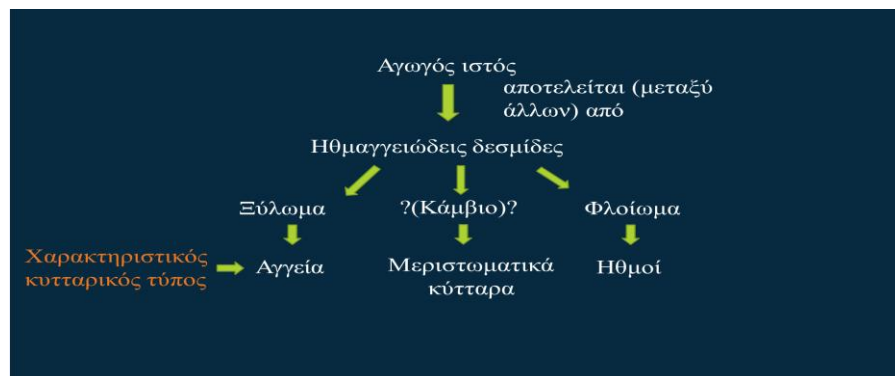 Αγωγός ιστός
αποτελείται (μεταξύ
άλλων) από
Ηθμαγγειώδεις δεσμίδες
Ξύλωμα
?(Κάμβιο)?
Φλοίωμα
Χαρακτηριστικός
κυτταρικός τύπος
Αγγεία
Μεριστωματικά
κύτταρα
Ηθμοί